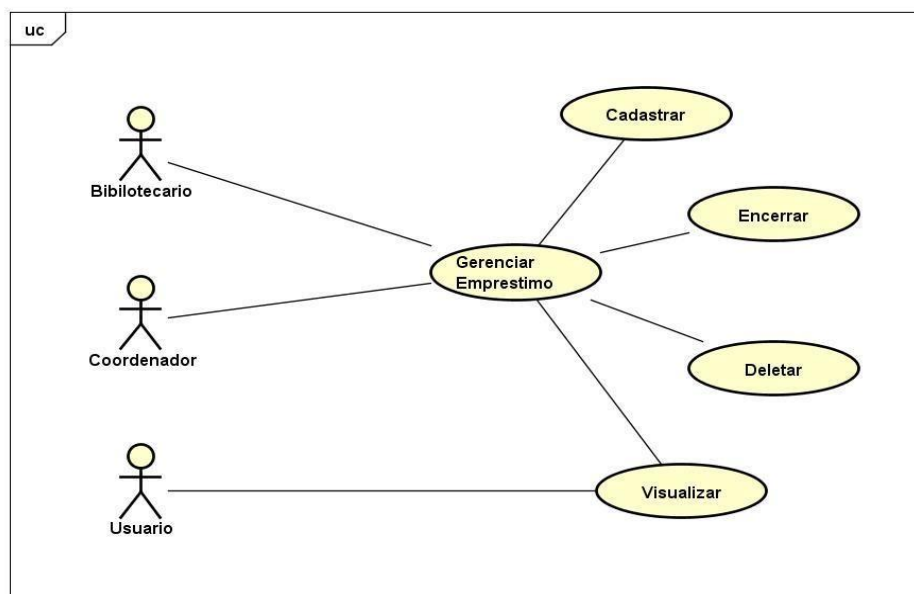 uc
Cadastrar
Bibilotecario
Encerrar
Gerenciar
Emprestimo
Coordenador
Deletar
Visualizar
Usuario